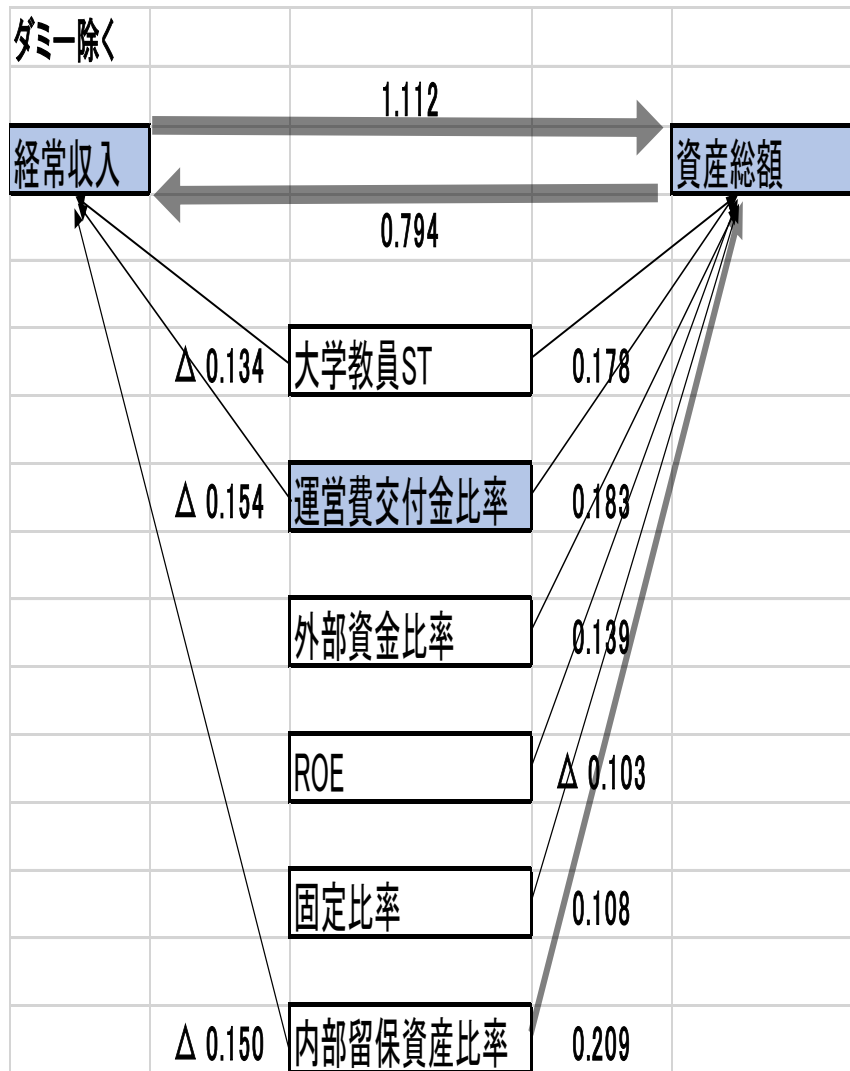 ダミー除く
1.112
経常収入 資産総額
0.794
△ 0.134 大学教員ST 0.178
△ 0.154 運営費交付金比率 0.183
外部資金比率 0.139
ROE △ 0.103
固定比率 0.108
△ 0.150 内部留保資産比率 0.209